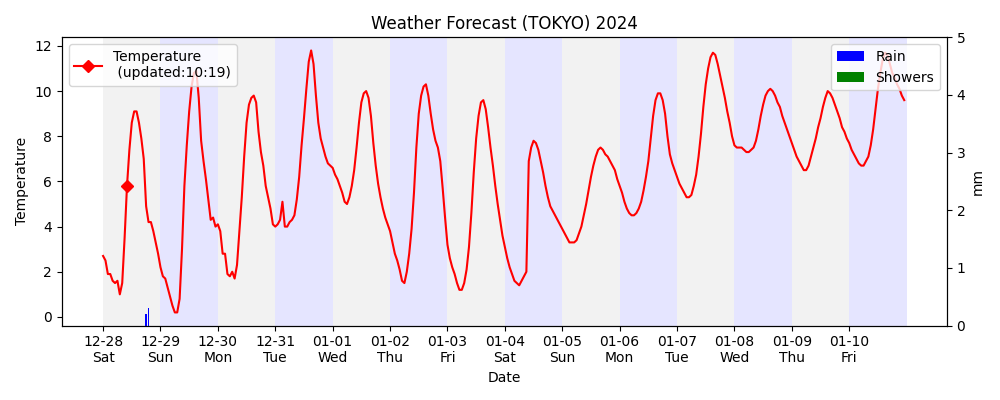 Weather Forecast (TOKYO) 2024
Temperature
(updated:10:19)
Rain
Showers
12
10
8
6
4
2
0
Temperature
5
4
3
2
1
0
mm
12-28 12-29 12-30 12-31 01-01 01-02 01-03 01-04 01-05 01-06 01-07 01-08 01-09 01-10
Sat Sun Mon Tue Wed Thu Fri Sat Sun Mon Tue Wed Thu Fri
Date